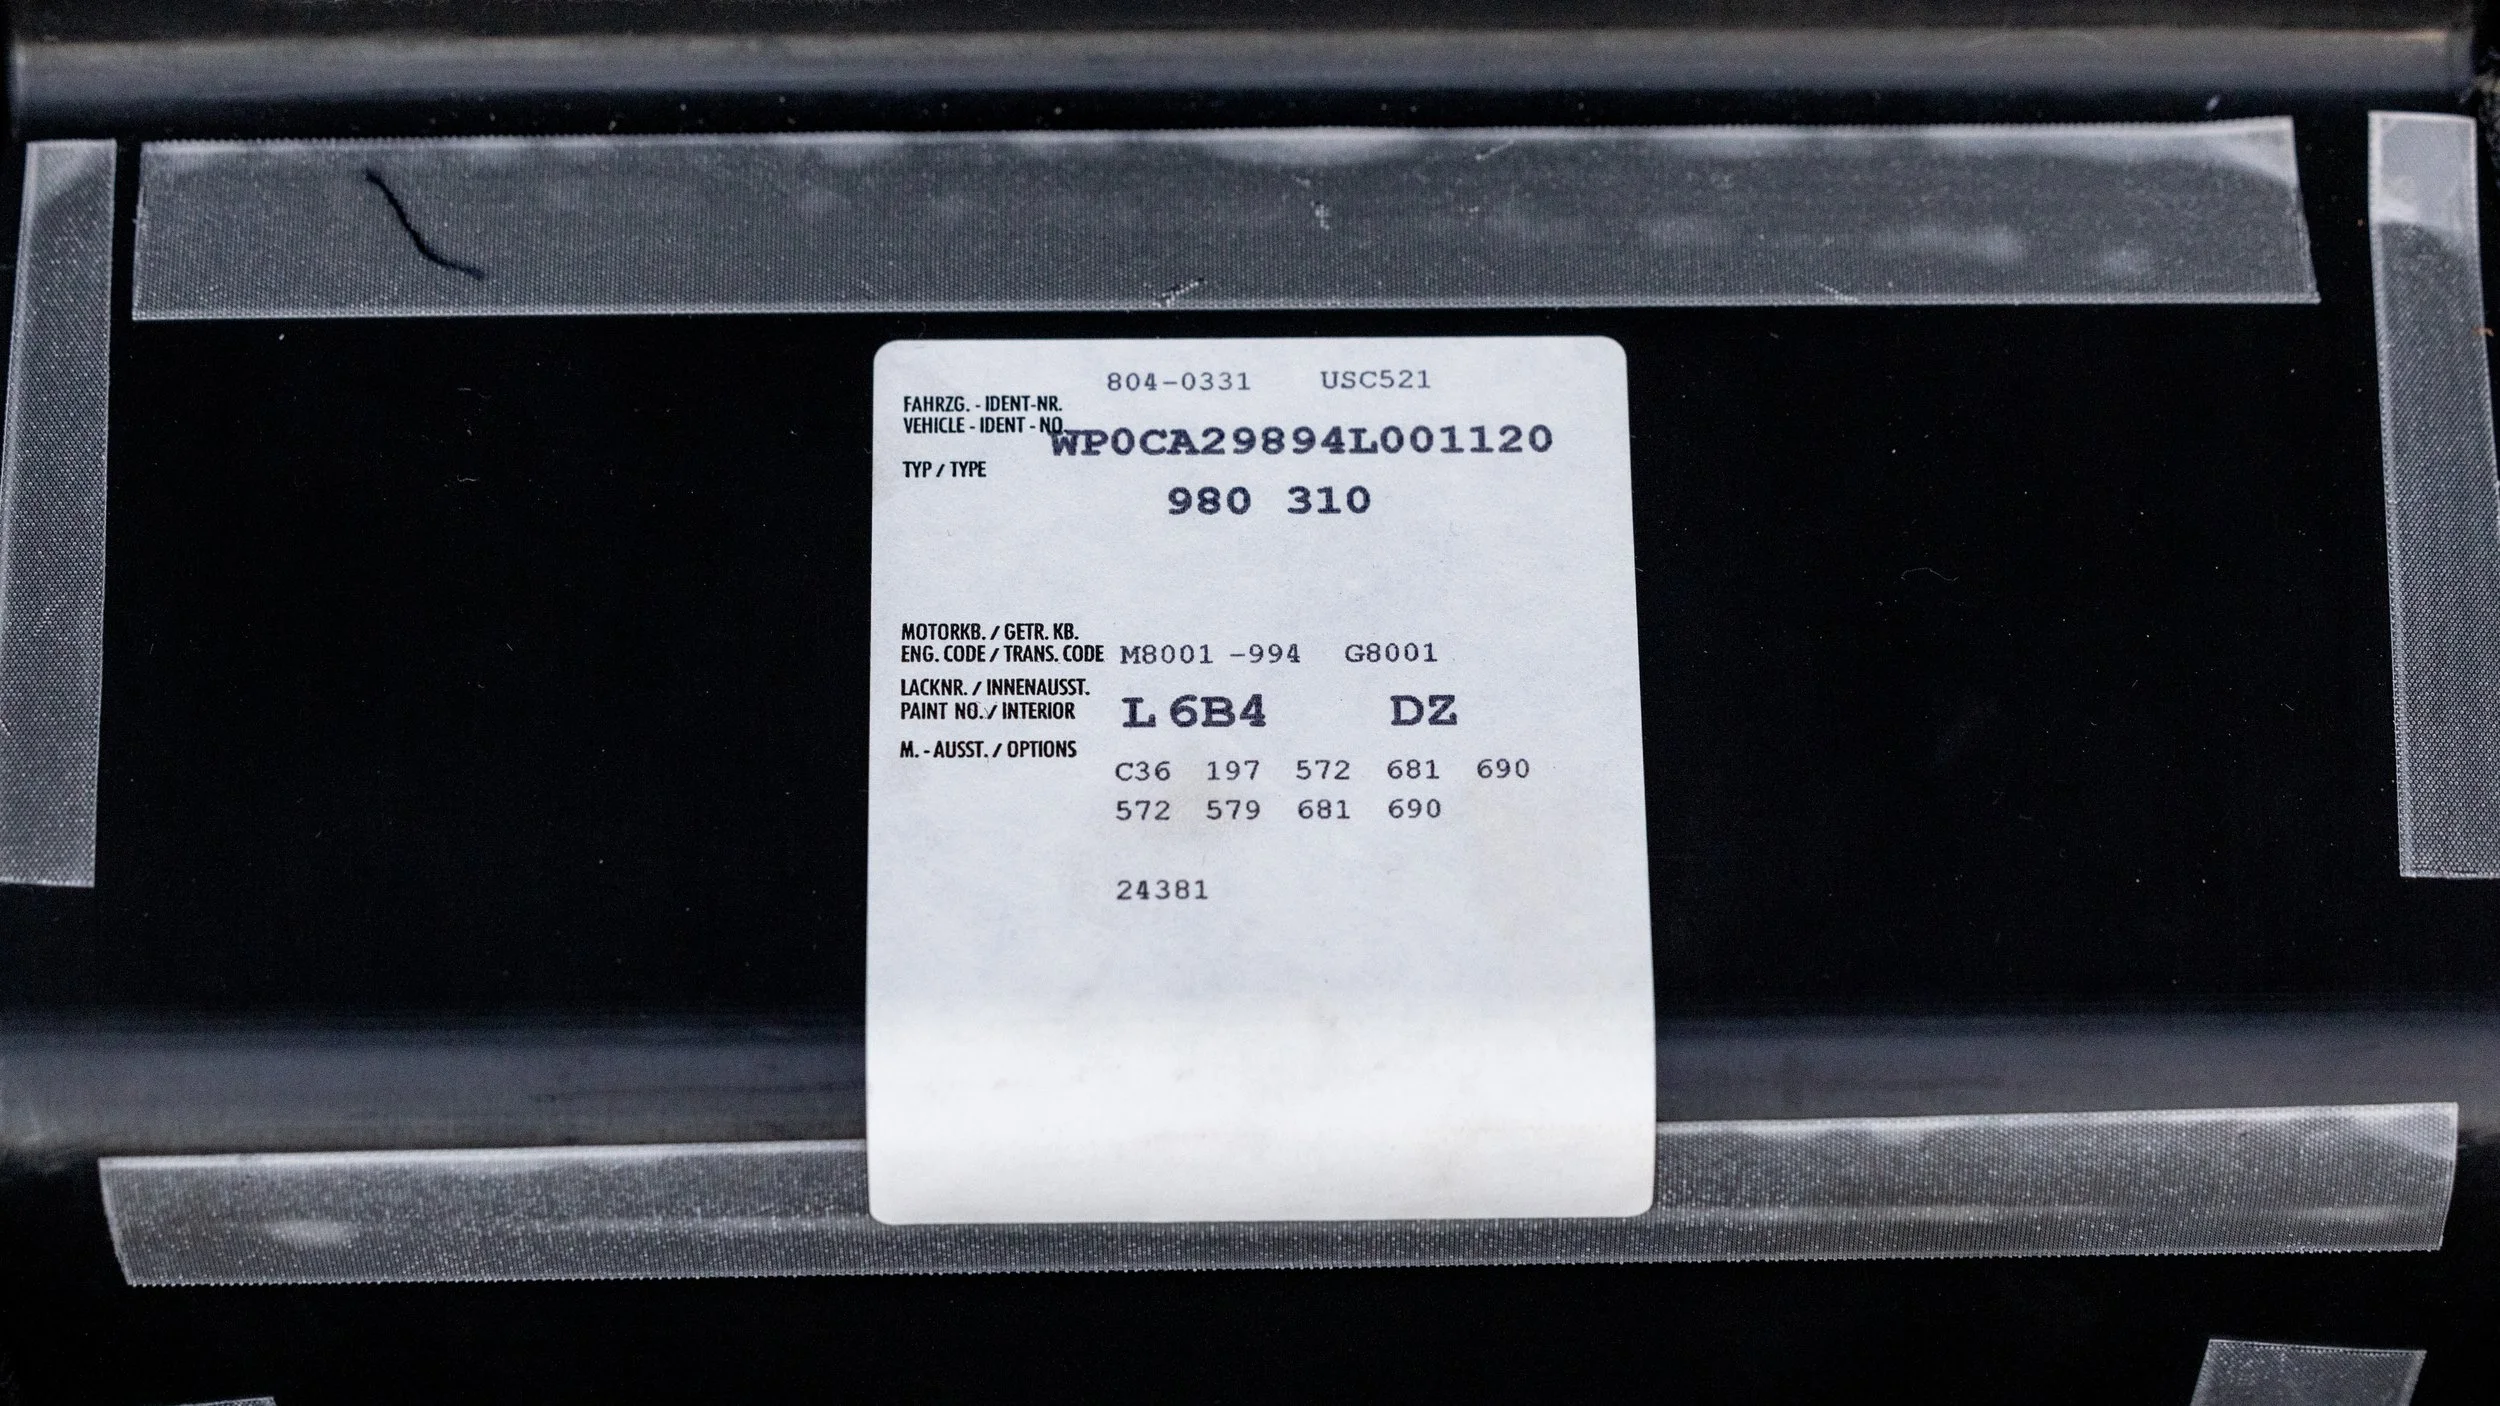 804-0331 USC521
FAHRZG. - IDENT-NR.
VEHICLE - IDENT - NO.
WP0CA29894L001120
TYP / TYPE
980 310
MOTORKB. / GETR. KB.
ENG. CODE / TRANS. CODE M8001 -994 G8001
LACKNR. / INNENAUSST.
PAINT NO. / INTERIOR L 6B4 DZ
M. - AUSST. / OPTIONS
C36 197 572 681 690
572 579 681 690
24381